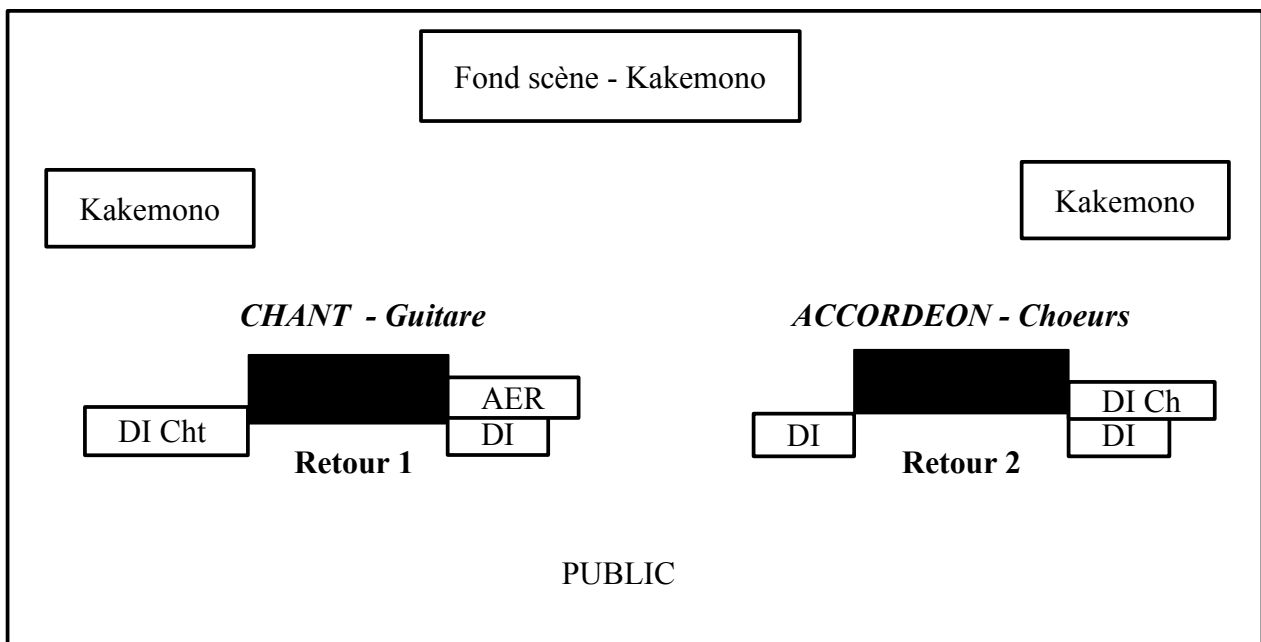 Fond scène - Kakemono
Kakemono
Kakemono
CHANT - Guitare
ACCORDEON - Choeurs
AER
DI Ch
DI Cht
DI
DI
DI
Retour 1
Retour 2
PUBLIC